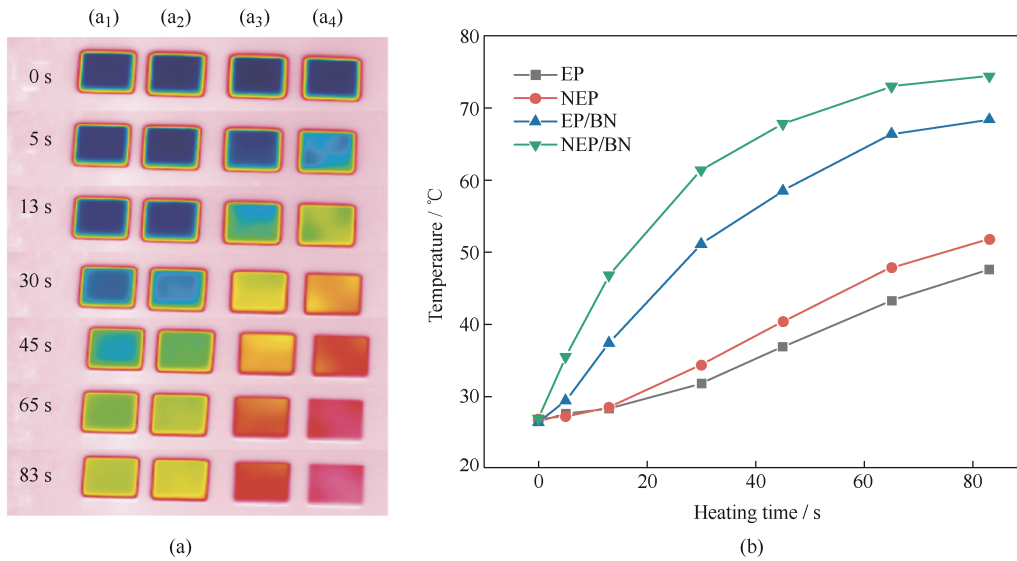 (a1) (a2) (a3) (a4)
0 s
5 s
13 s
30 s
45 s
65 s
83 s
(a)
80
70
60
50
40
30
20
Temperature / ℃
EP
NEP
EP/BN
NEP/BN
0 20 40 60 80
Heating time / s
(b)